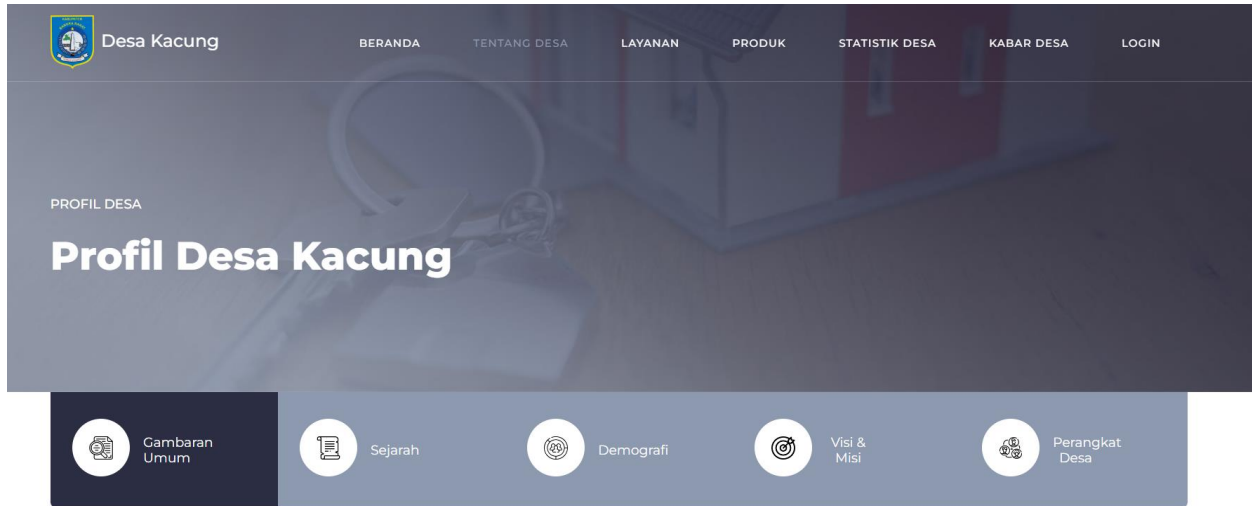 Desa Kacung
BERANDA
TENTANG DESA
LAYANAN
PRODUK
STATISTIK DESA
KABAR DESA
LOGIN
PROFIL DESA
Profil Desa Kacung
Gambaran
Umum
Sejarah
Demografi
Visi &
Misi
Perangkat
Desa